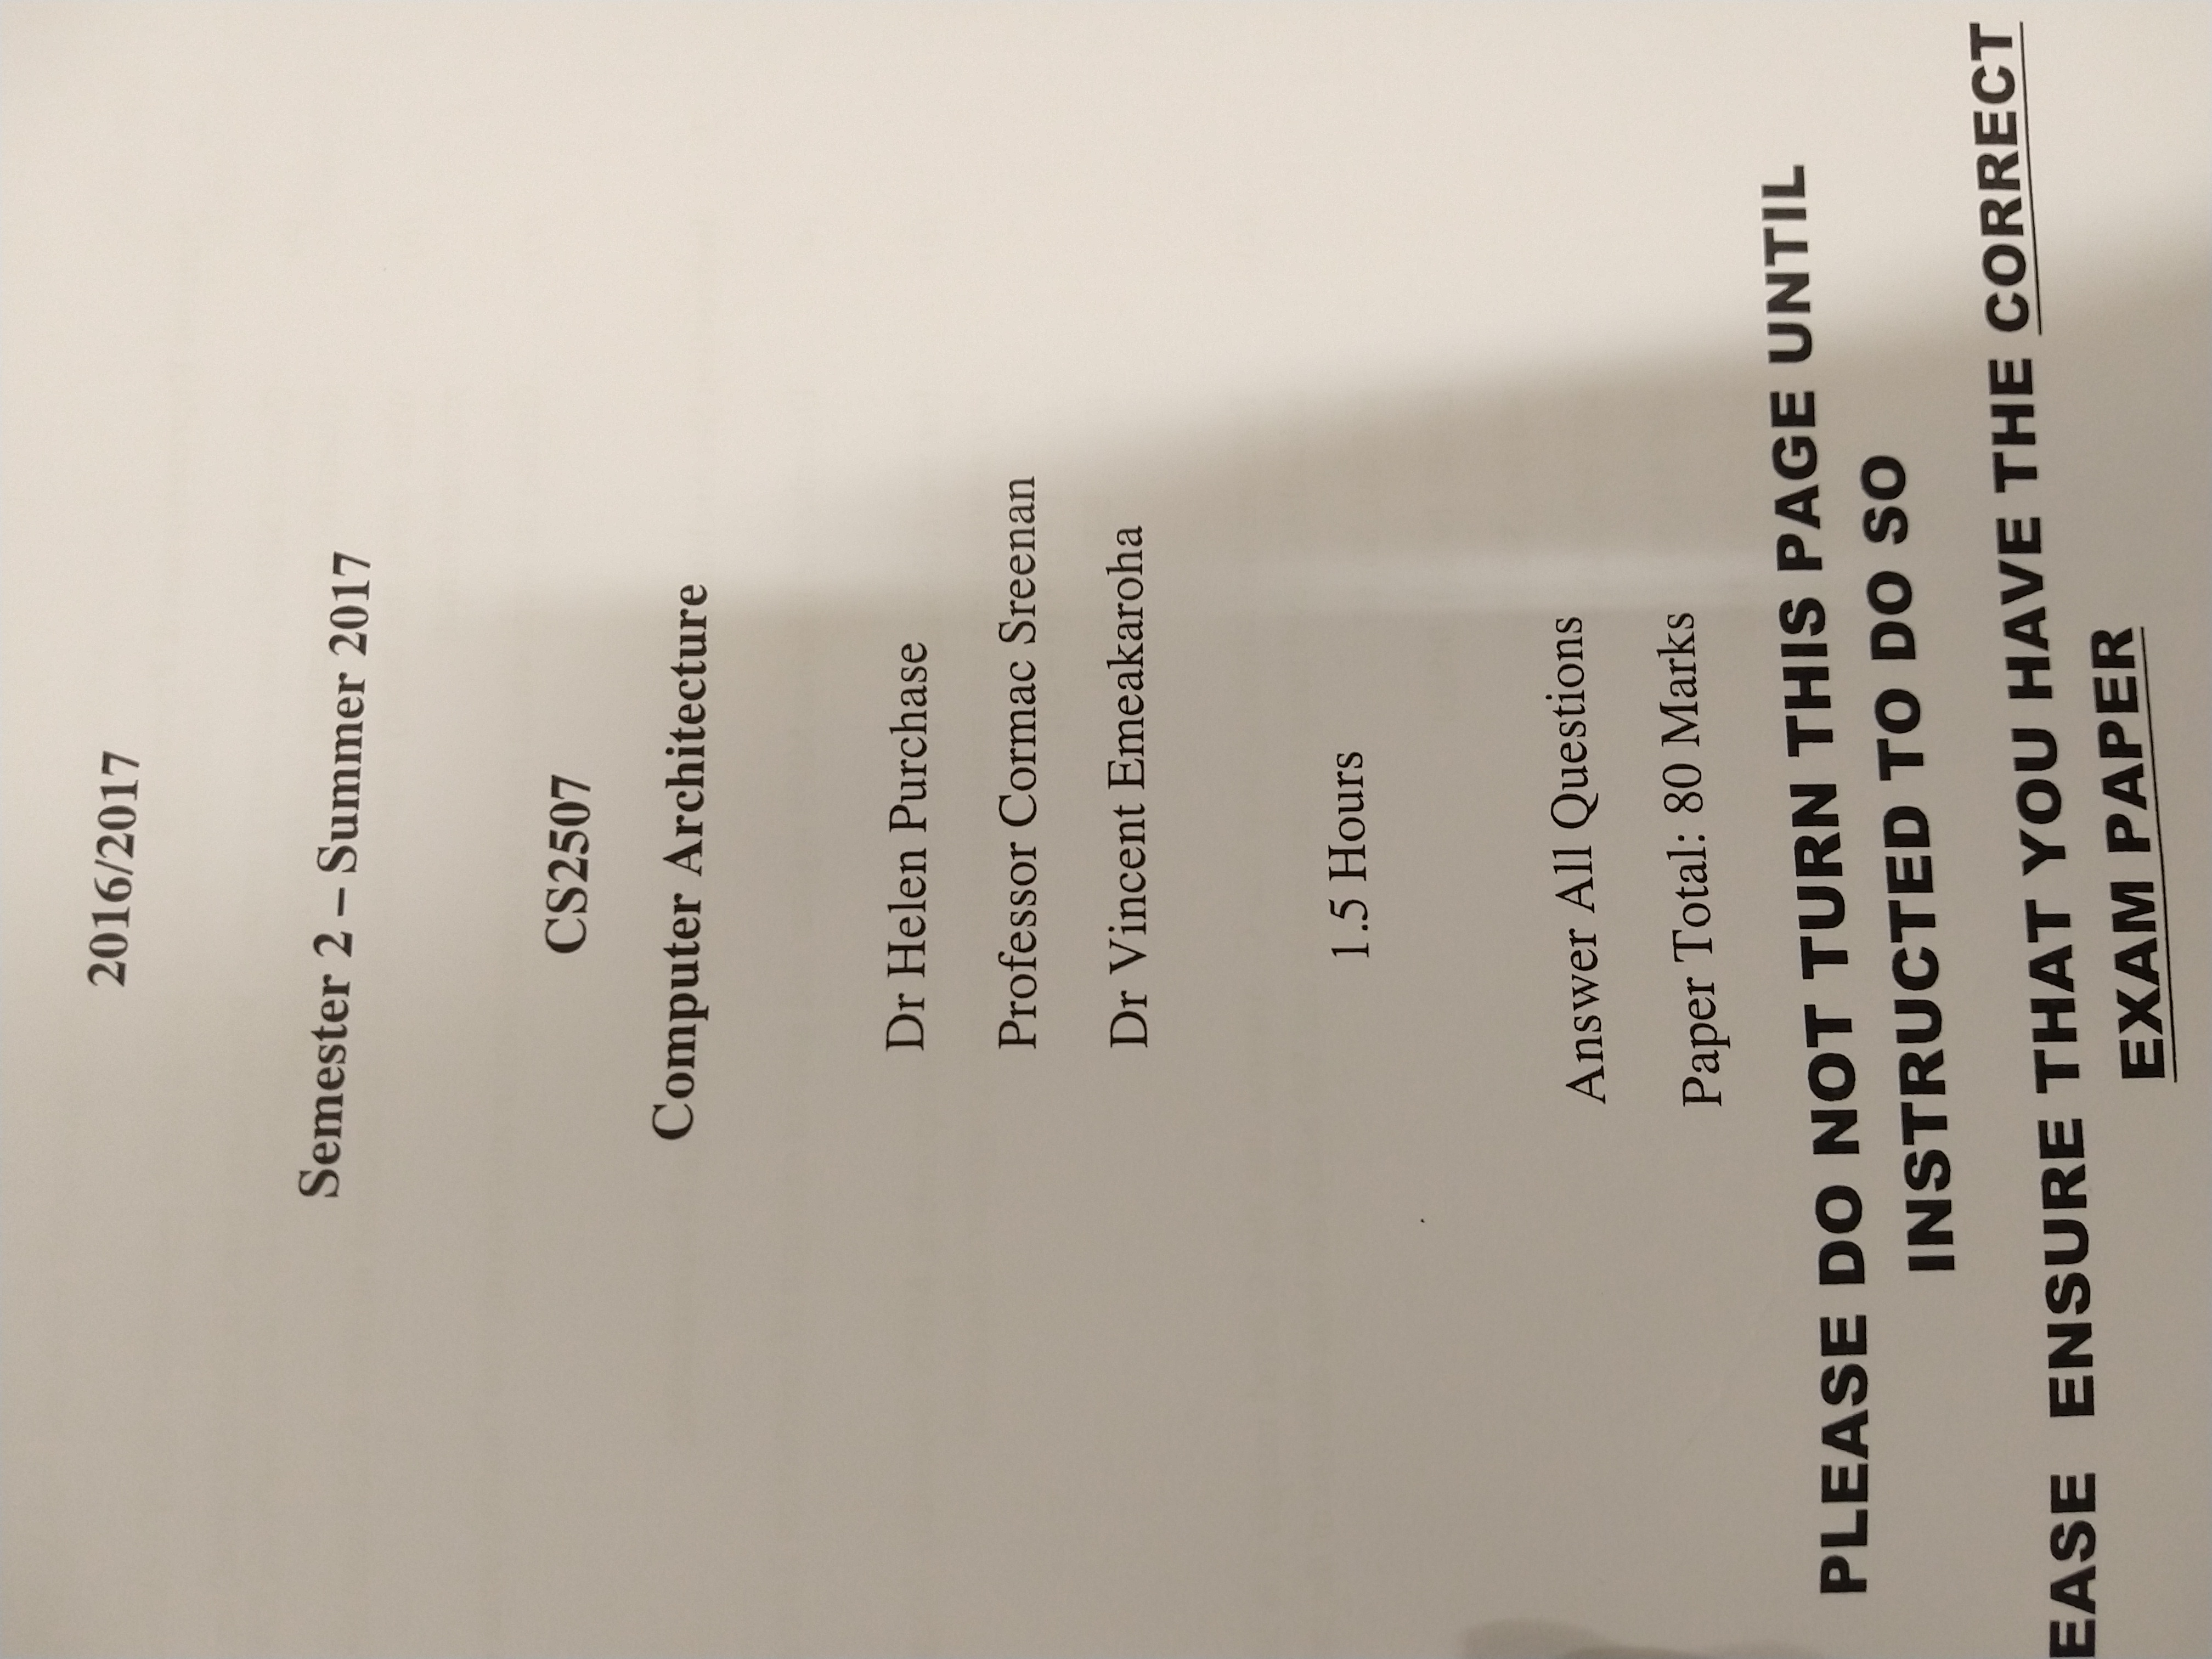 2016/2017
Semester 2 – Summer 2017
CS2507
Computer Architecture
Dr Helen Purchase
Professor Cormac Sreenan
Dr Vincent Emeakaroha
1.5 Hours
Answer All Questions
Paper Total: 80 Marks
PLEASE DO NOT TURN THIS PAGE UNTIL
INSTRUCTED TO DO SO
EASE ENSURE THAT YOU HAVE THE CORRECT
EXAM PAPER